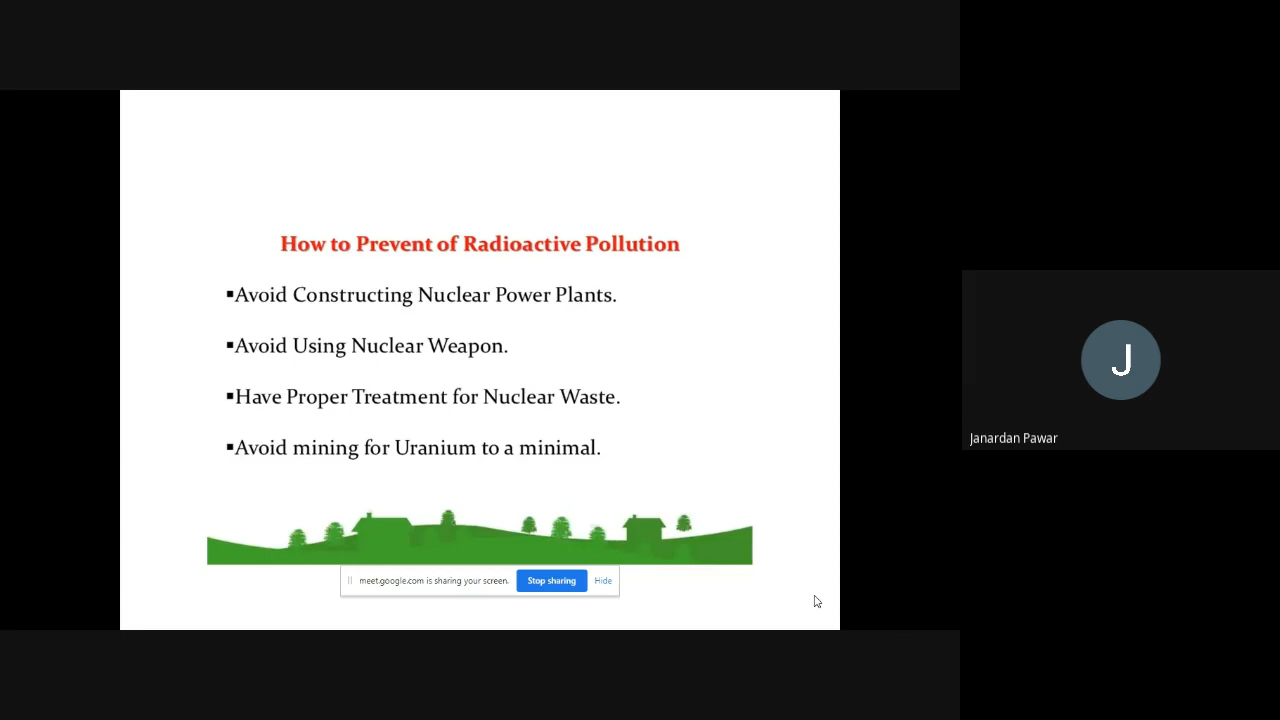 How to Prevent of Radioactive Pollution
▪Avoid Constructing Nuclear Power Plants.
▪Avoid Using Nuclear Weapon.
▪Have Proper Treatment for Nuclear Waste.
▪Avoid mining for Uranium to a minimal.
meet.google.com is sharing your screen. Stop sharing Hide
J
Janardan Pawar